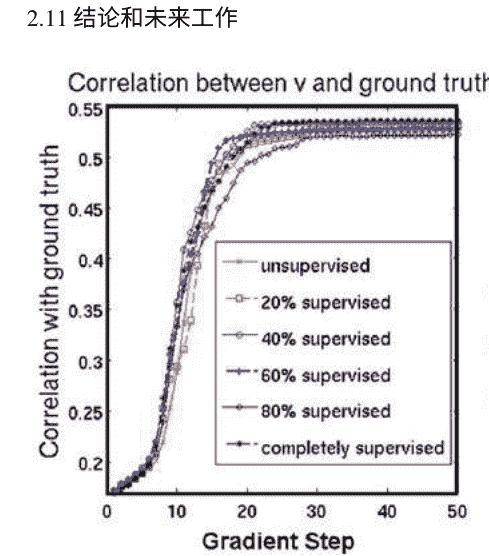 2.11 结论和未来工作
Correlation between v and ground truth
0.55
0.5
0.45
0.4
0.35
0.3
0.25
0.2
Correlation with ground truth
unsupervised
20% supervised
40% supervised
60% supervised
80% supervised
completely supervised
0 10 20 30 40 50
Gradient Step